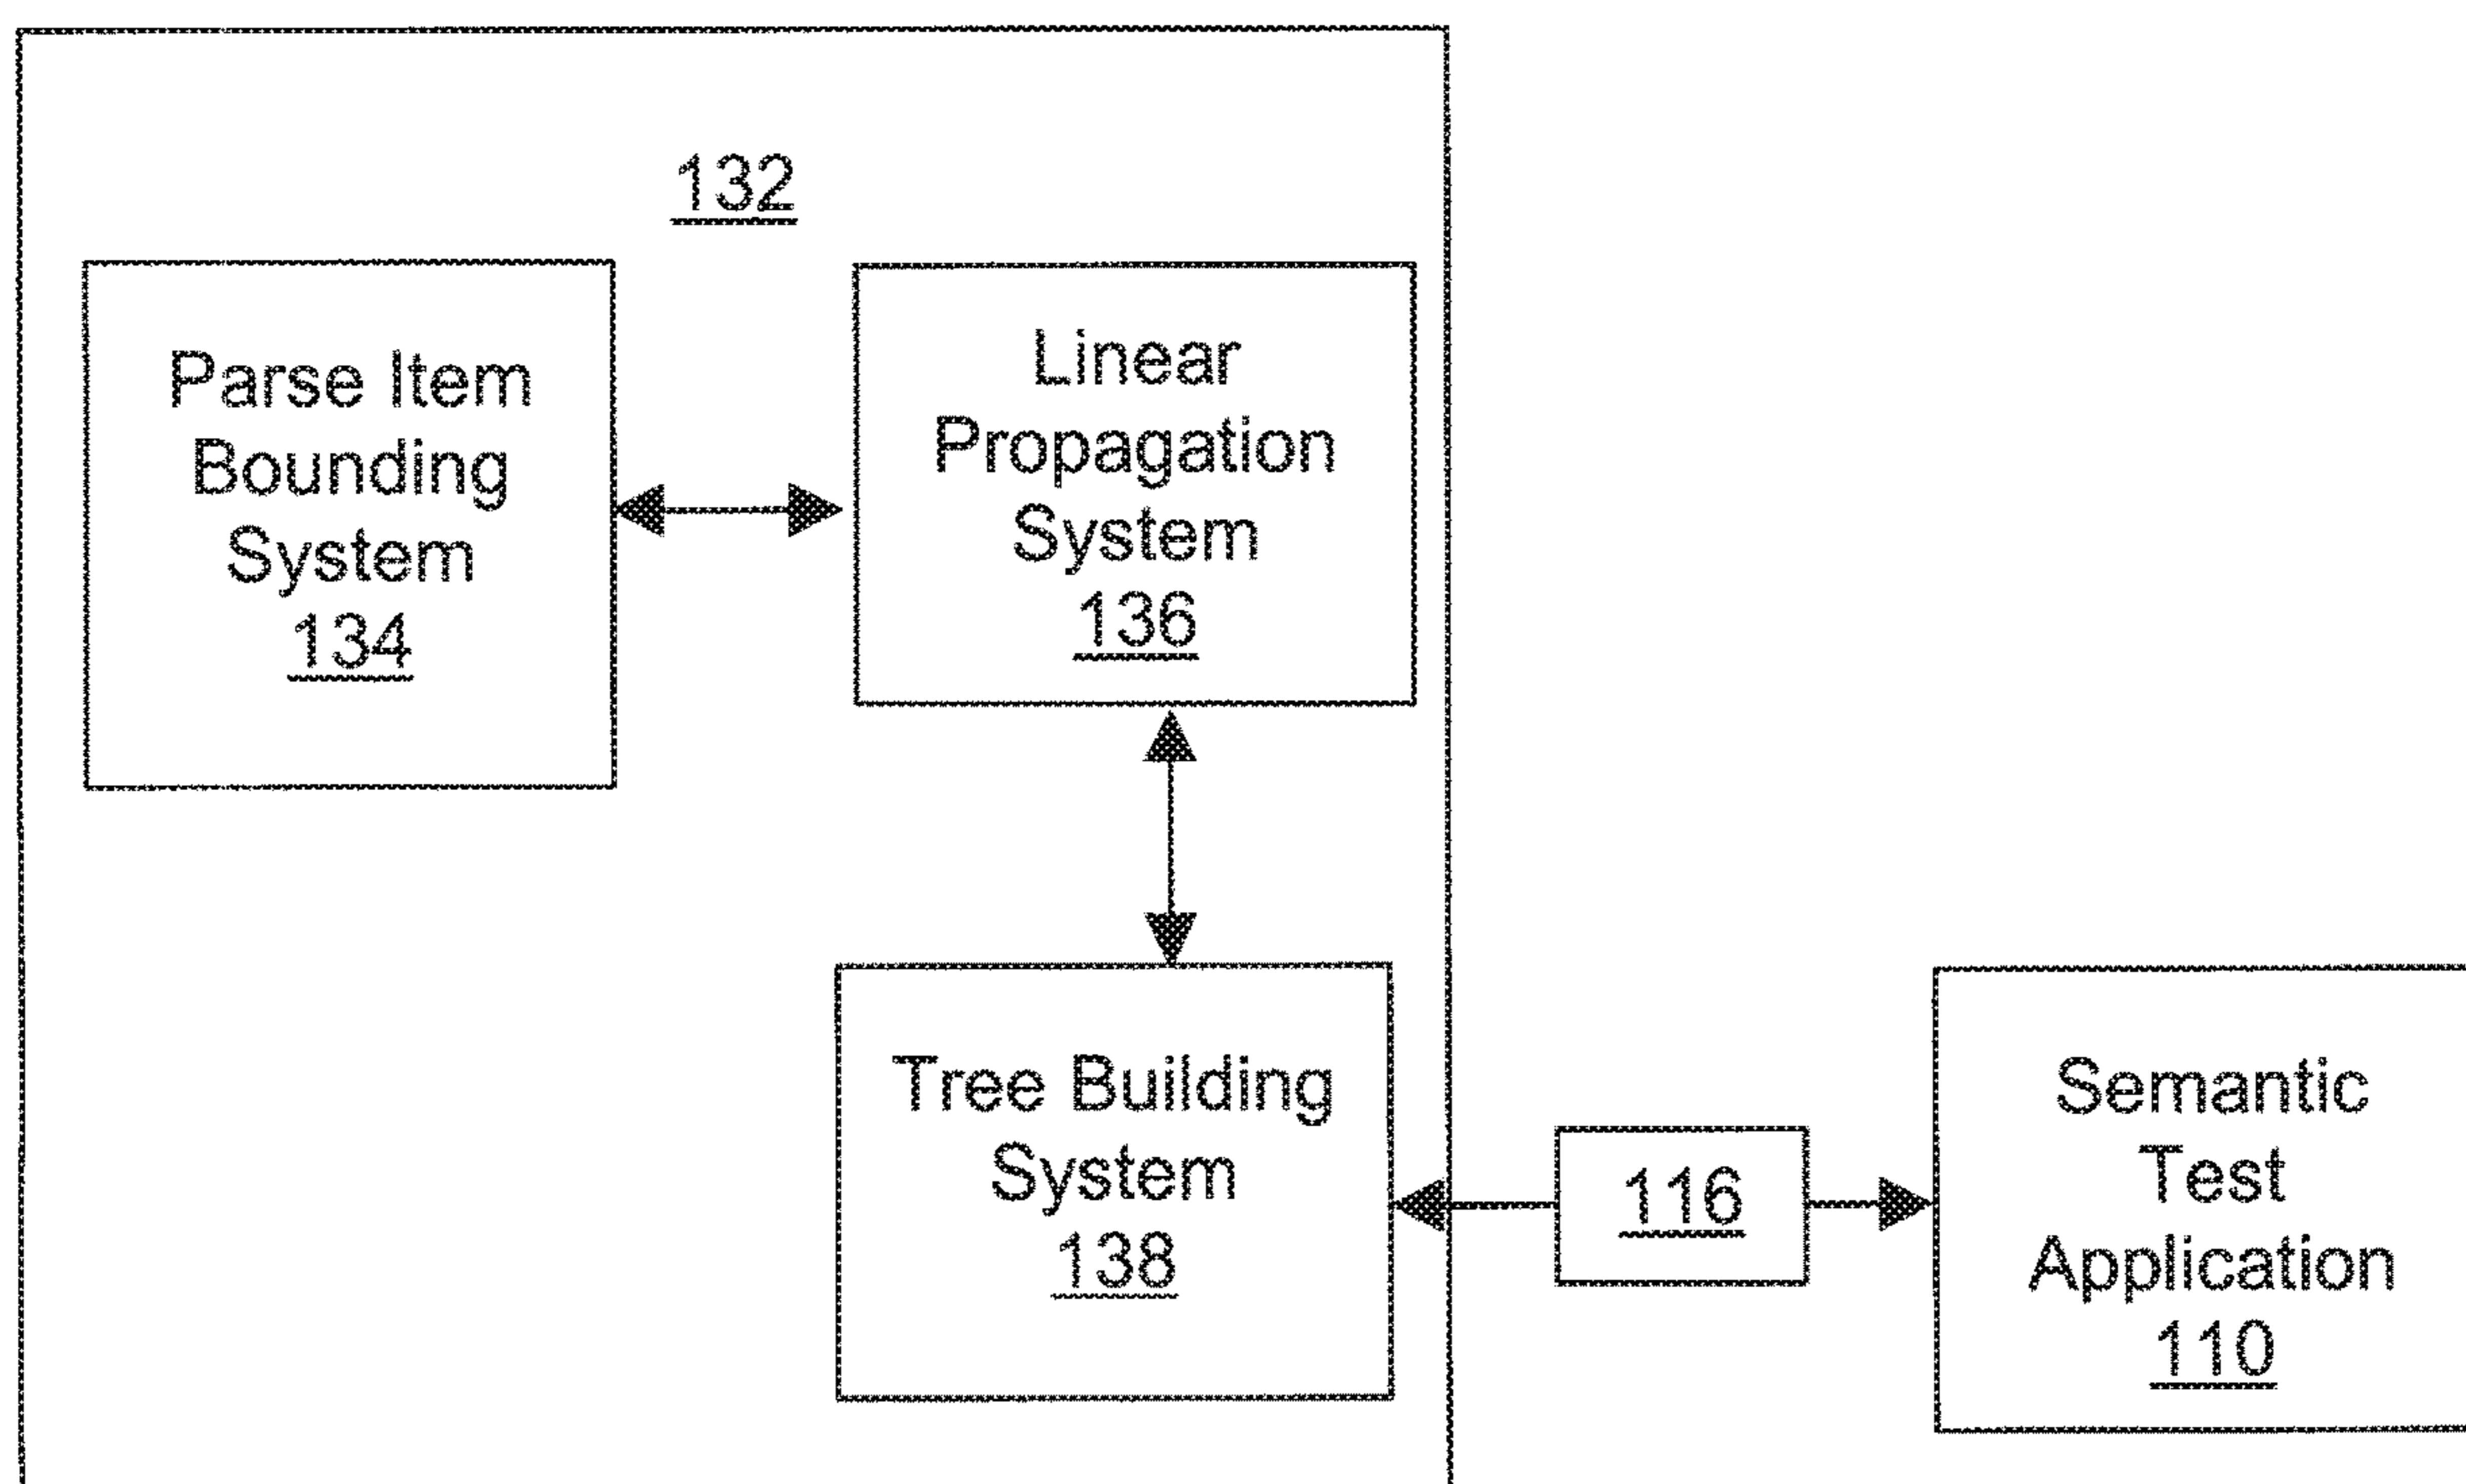 132
Parse Item
Bounding
System
134
Linear
Propagation
System
136
Tree Building
System
138
116
Semantic
Test
Application
110